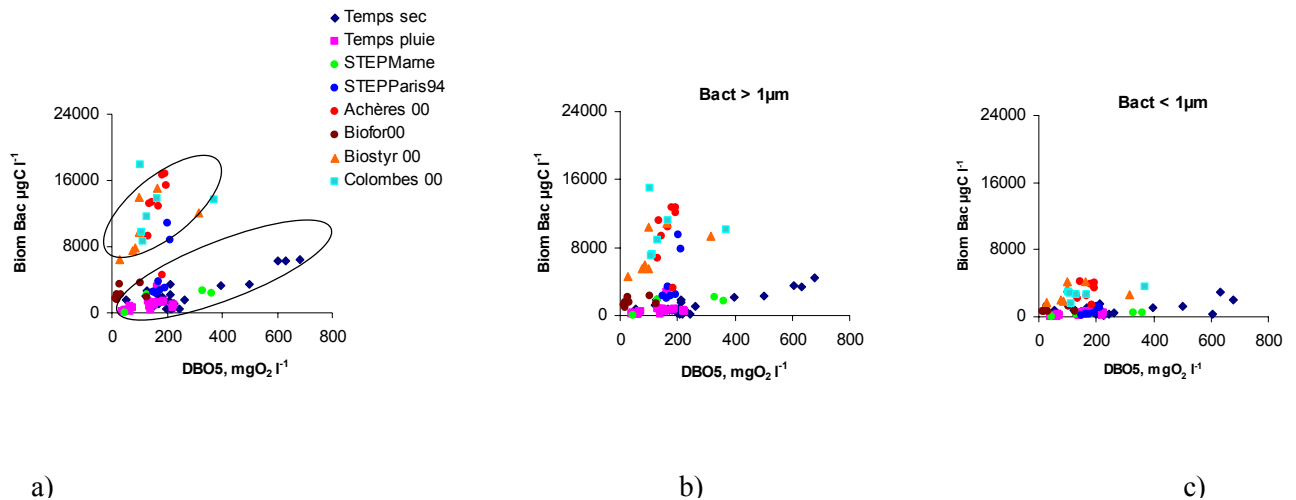 Temps sec
Temps pluie
STEPMarne
STEPParis94
Achères 00
Biofor00
Biostyr 00
Colombes 00
24000
16000
8000
0
Biom Bac µgC l⁻¹
0 200 400 600 800
DBO5, mgO₂ l⁻¹
a)
Bact > 1µm
24000
16000
8000
0
Biom Bac µgC l⁻¹
0 200 400 600 800
DBO5, mgO₂ l⁻¹
b)
Bact < 1µm
24000
16000
8000
0
Biom Bac µgC l⁻¹
0 200 400 600 800
DBO5, mgO₂ l⁻¹
c)